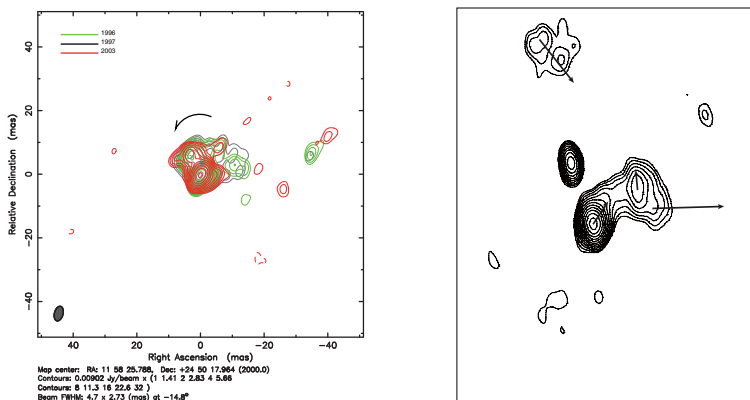 1996
1997
2003
Relative Declination (mas)
40
20
0
-20
-40
40
20
0
-20
-40
Right Ascension (mas)
Map center: RA: 11 58 25.788, Dec: +24 50 17.964 (2000.0)
Contours: 0.00902 Jy/beam x (1 1.41 2 2.83 4 5.66
Contours: 8 11.3 16 22.6 32 )
Beam FWHM: 4.7 x 2.73 (mas) at -14.8°